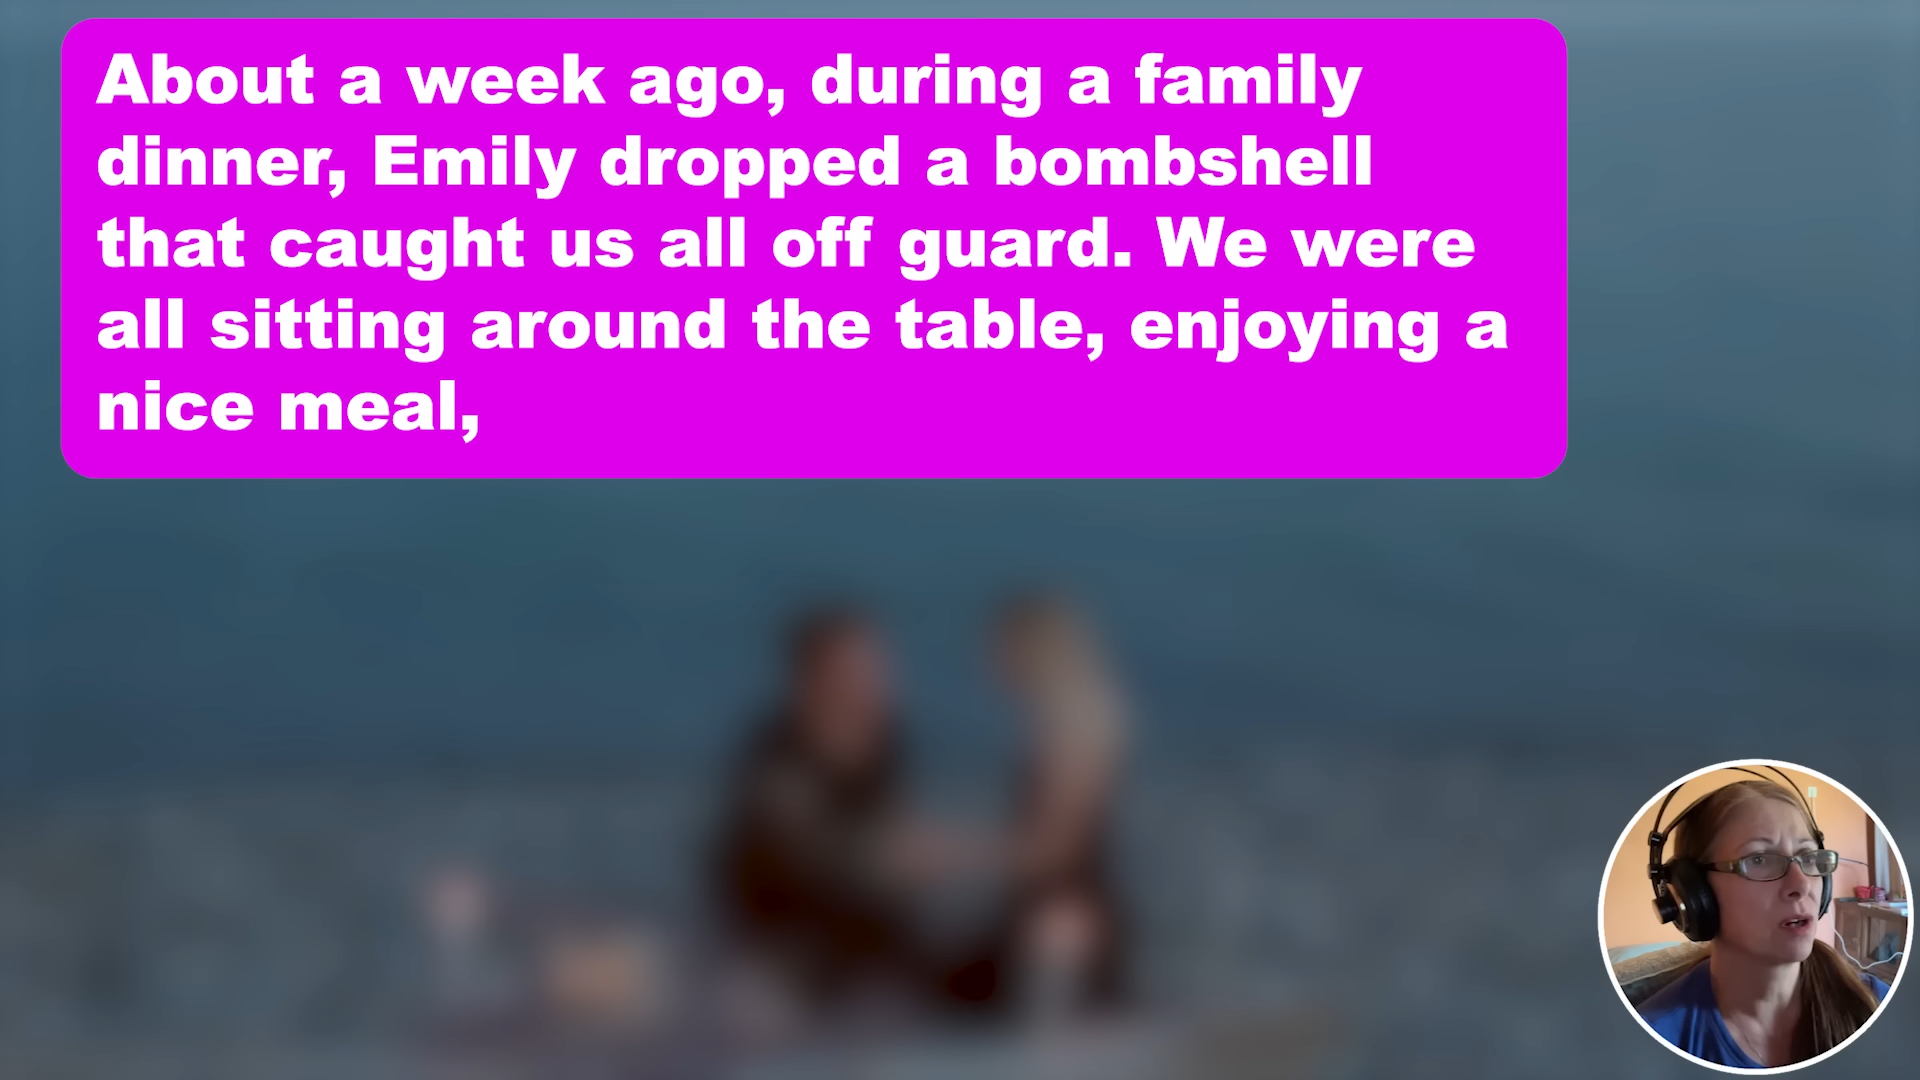 About a week ago, during a family
dinner, Emily dropped a bombshell
that caught us all off guard. We were
all sitting around the table, enjoying a
nice meal,